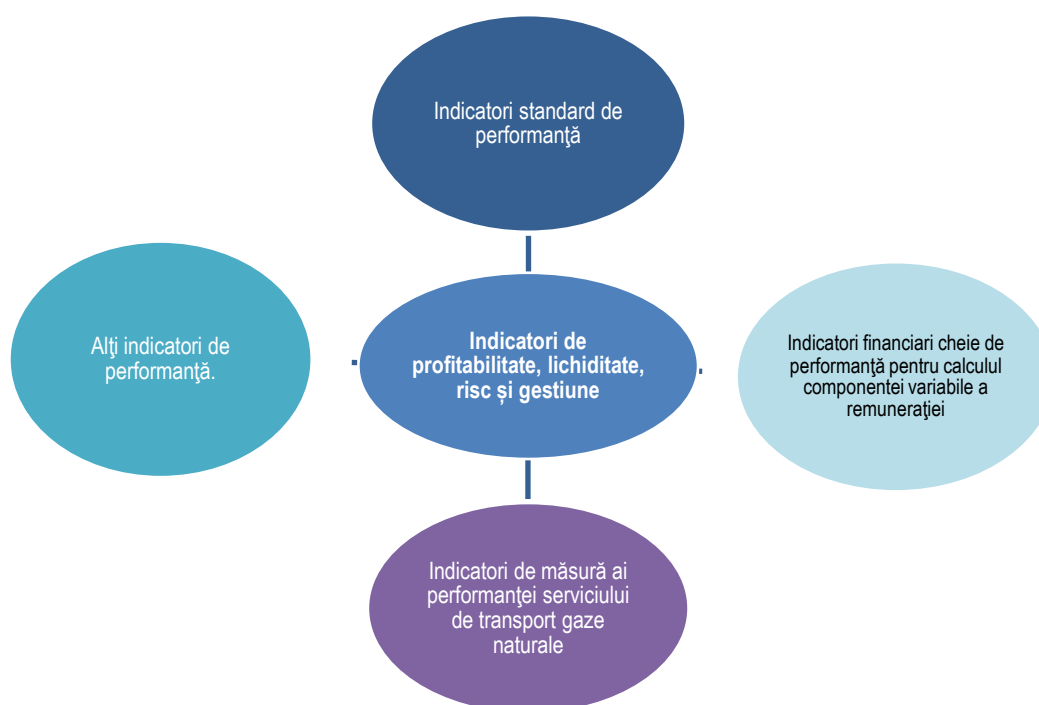 Indicatori standard de
performanţă
Alţi indicatori de
performanţă.
Indicatori de
profitabilitate, lichiditate,
risc și gestiune
Indicatori financiari cheie de
performanţă pentru calculul
componentei variabile a
remuneraţiei
Indicatori de măsură ai
performanţei serviciului
de transport gaze
naturale